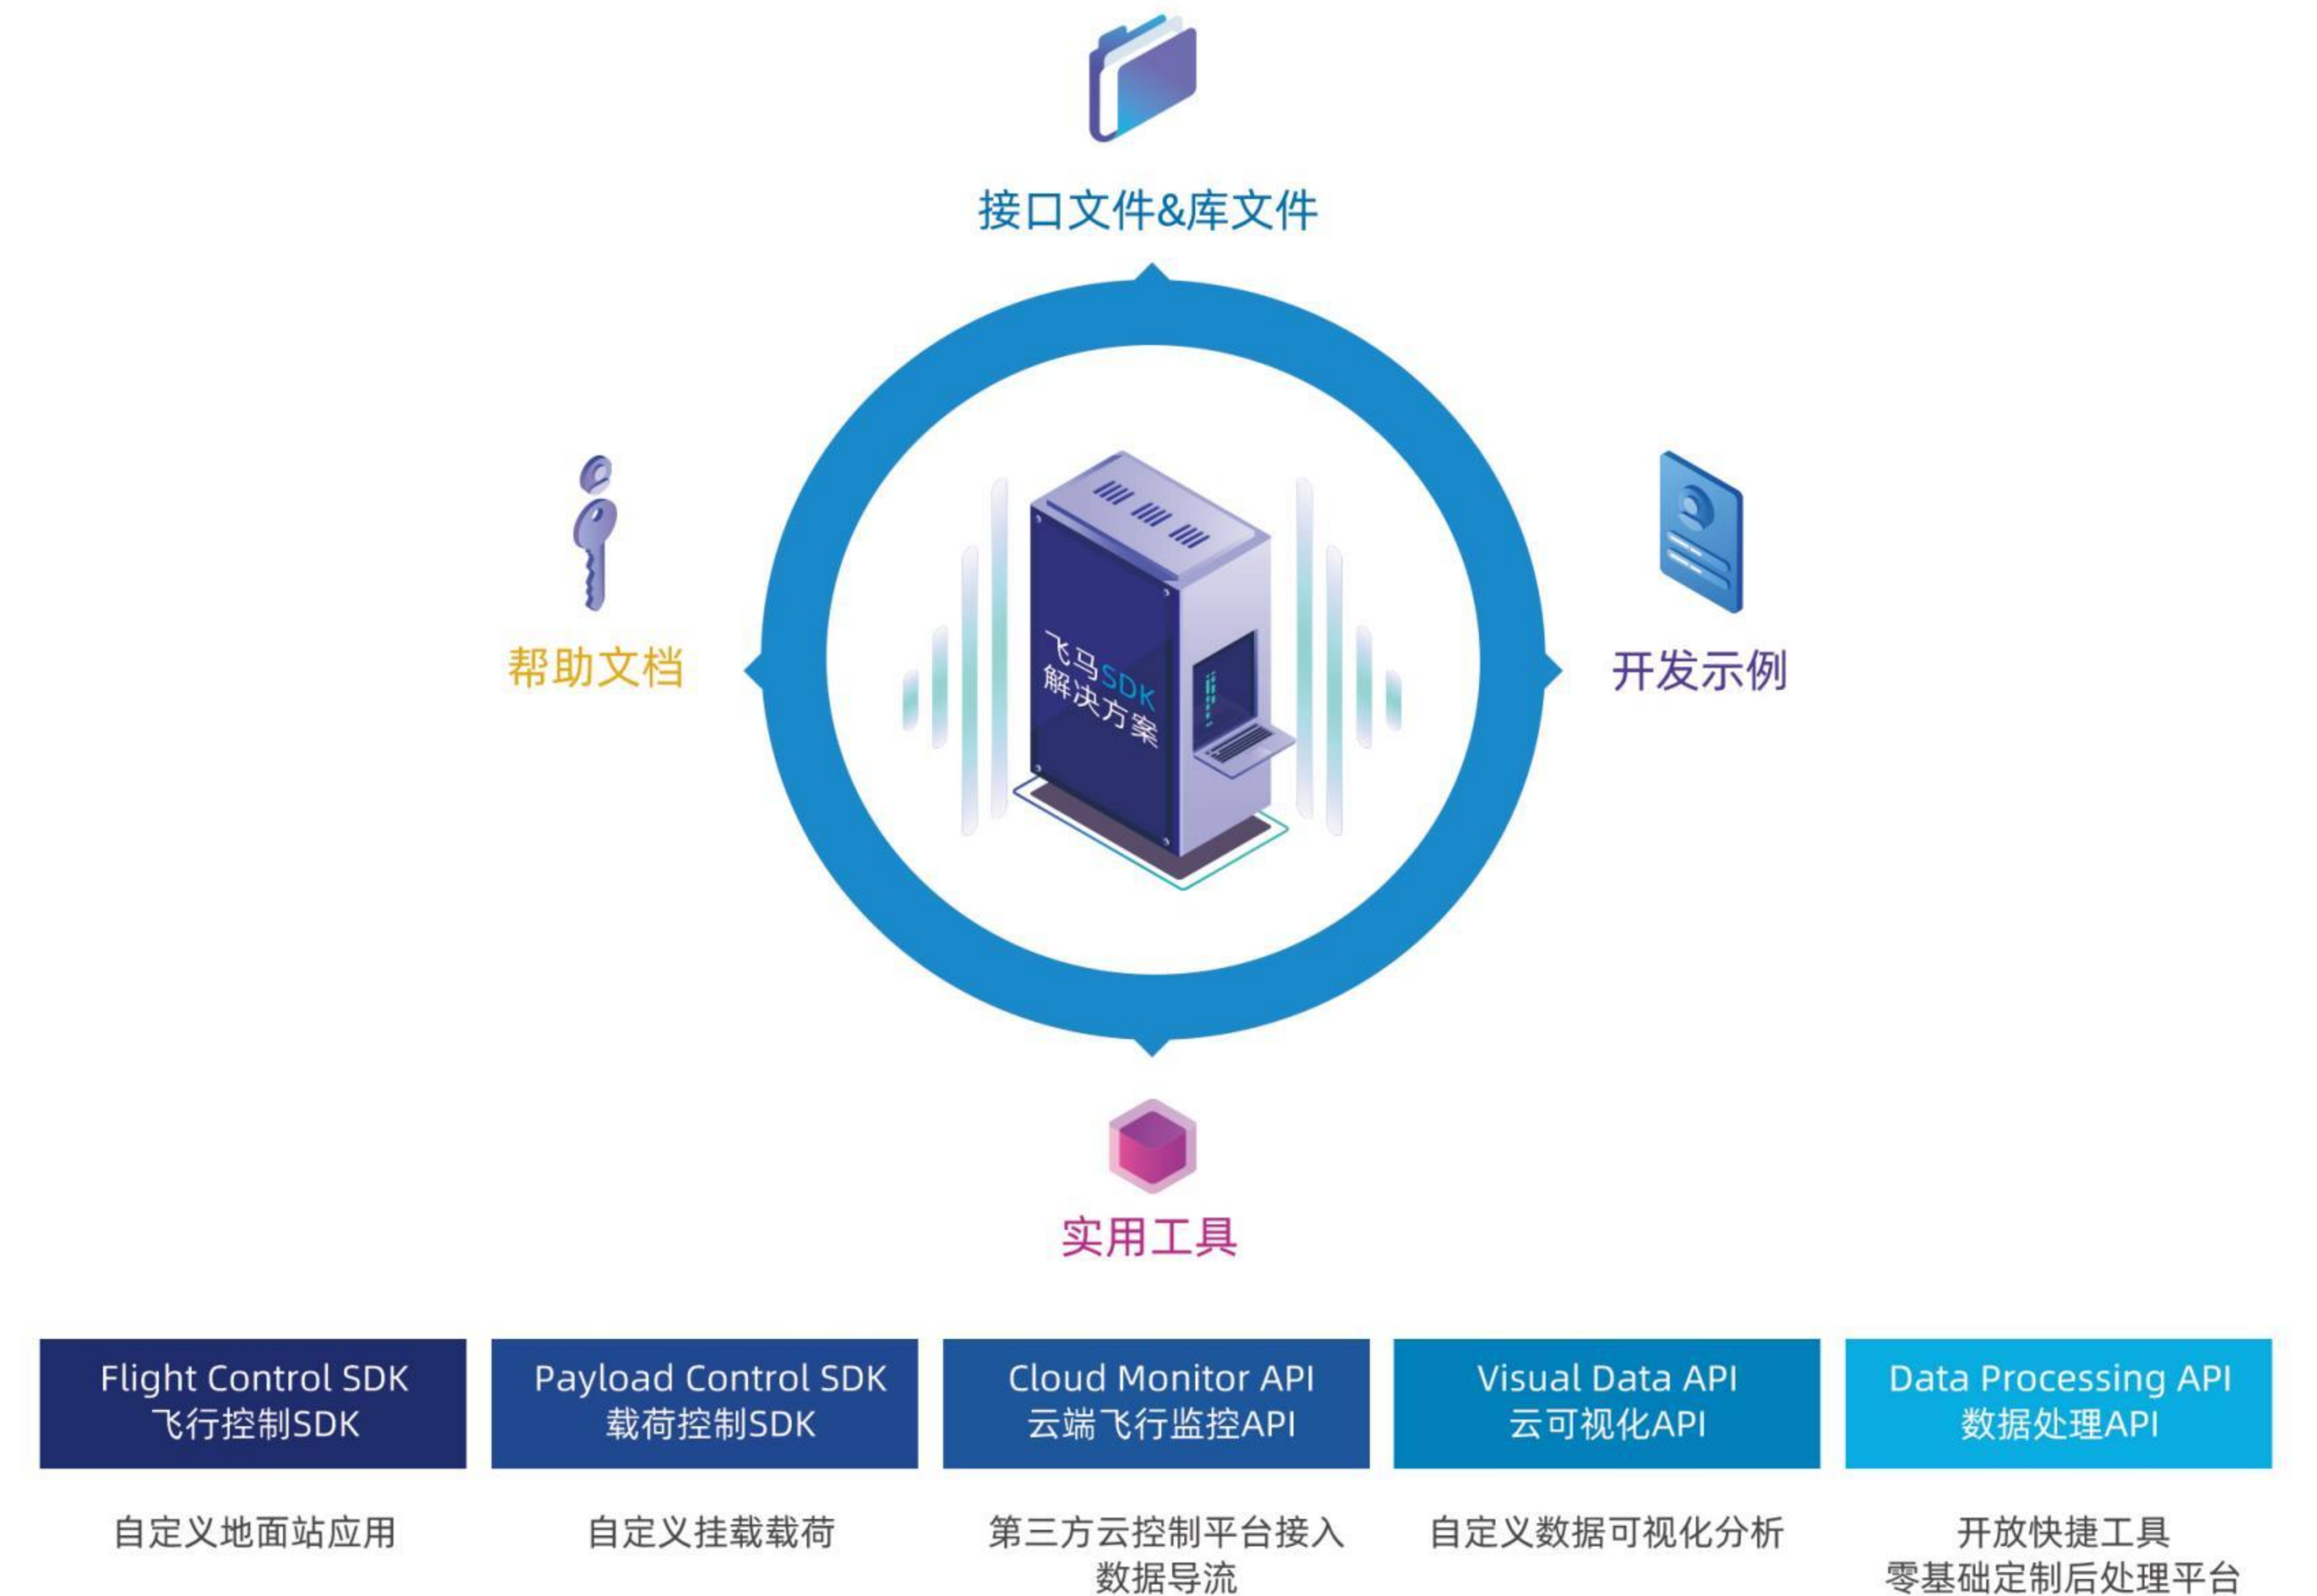 接口文件&库文件
帮助文档
飞马SDK
解决方案
开发示例
实用工具
Flight Control SDK
飞行控制SDK
自定义地面站应用
Payload Control SDK
载荷控制SDK
自定义挂载载荷
Cloud Monitor API
云端飞行监控API
第三方云控制平台接入
数据导流
Visual Data API
云可视化API
自定义数据可视化分析
Data Processing API
数据处理API
开放快捷工具
零基础定制后处理平台